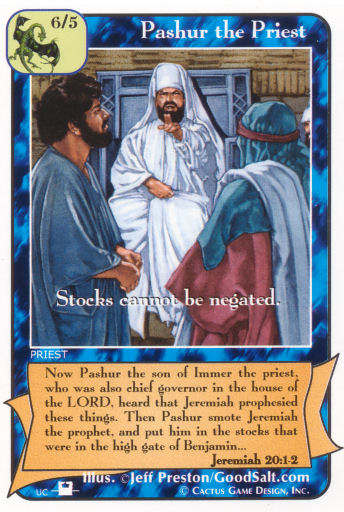 6/5
Pashur the Priest
Stocks cannot be negated.
PRIEST
Now Pashur the son of Immer the priest,
who was also chief governor in the house of
the LORD, heard that Jeremiah prophesied
these things. Then Pashur smote Jeremiah
the prophet, and put him in the stocks that
were in the high gate of Benjamin...
Jeremiah 20:1-2
Illus. ©Jeff Preston/GoodSalt.com
UC
© CACTUS GAME DESIGN, INC.